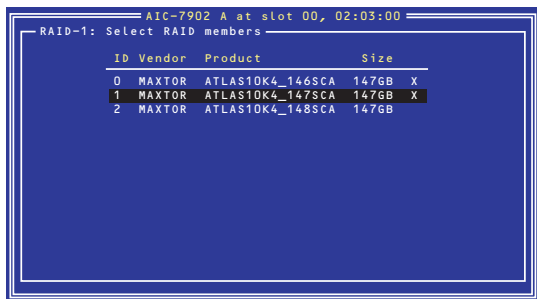 AIC-7902 A at slot 00, 02:03:00
RAID-1: Select RAID members
ID Vendor Product Size
0 MAXTOR ATLAS10K4_146SCA 147GB X
1 MAXTOR ATLAS10K4_147SCA 147GB X
2 MAXTOR ATLAS10K4_148SCA 147GB